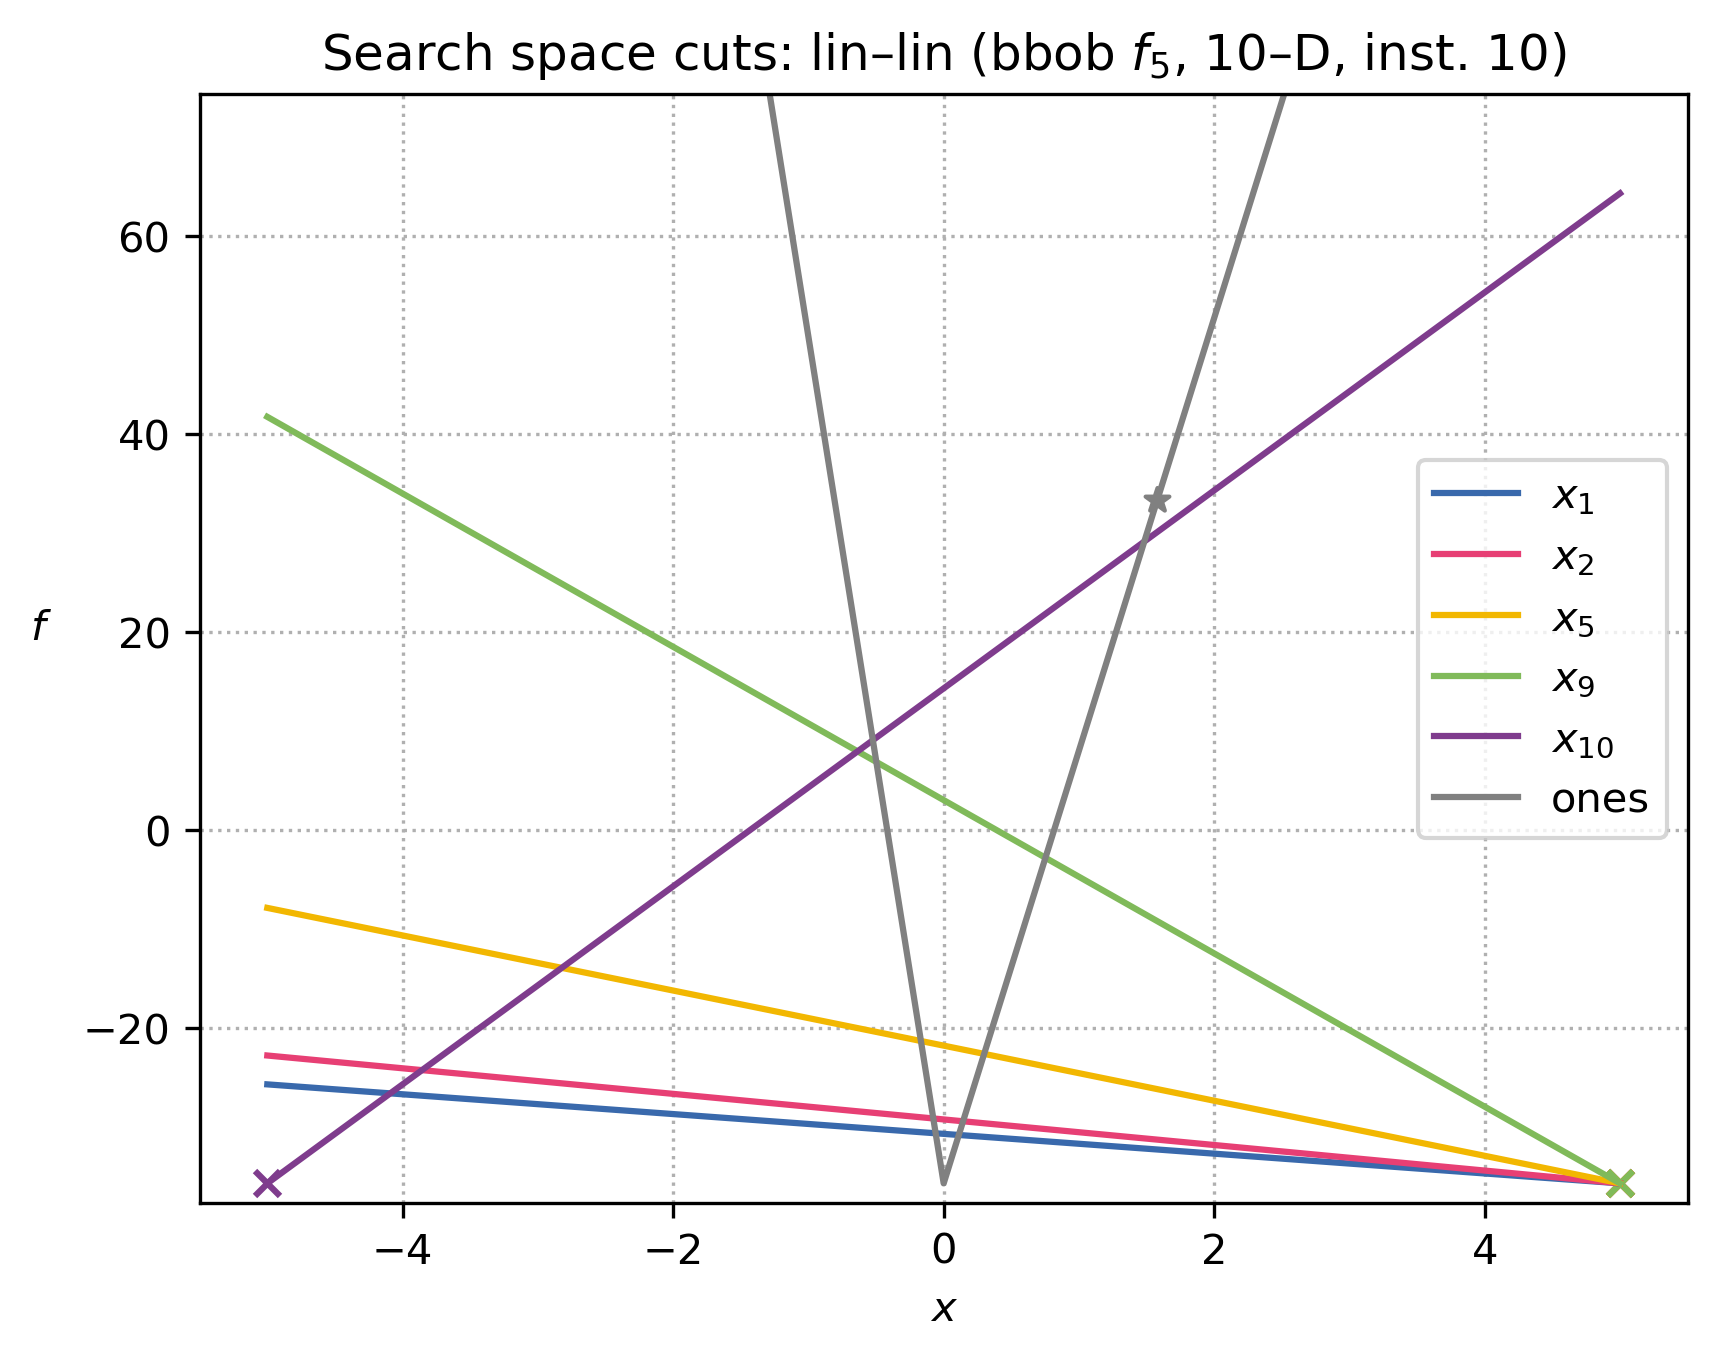 Search space cuts: lin–lin (bbob f₅, 10–D, inst. 10)
60
40
20
0
−20
f
x₁
x₂
x₅
x₉
x₁₀
ones
−4
−2
0
2
4
x